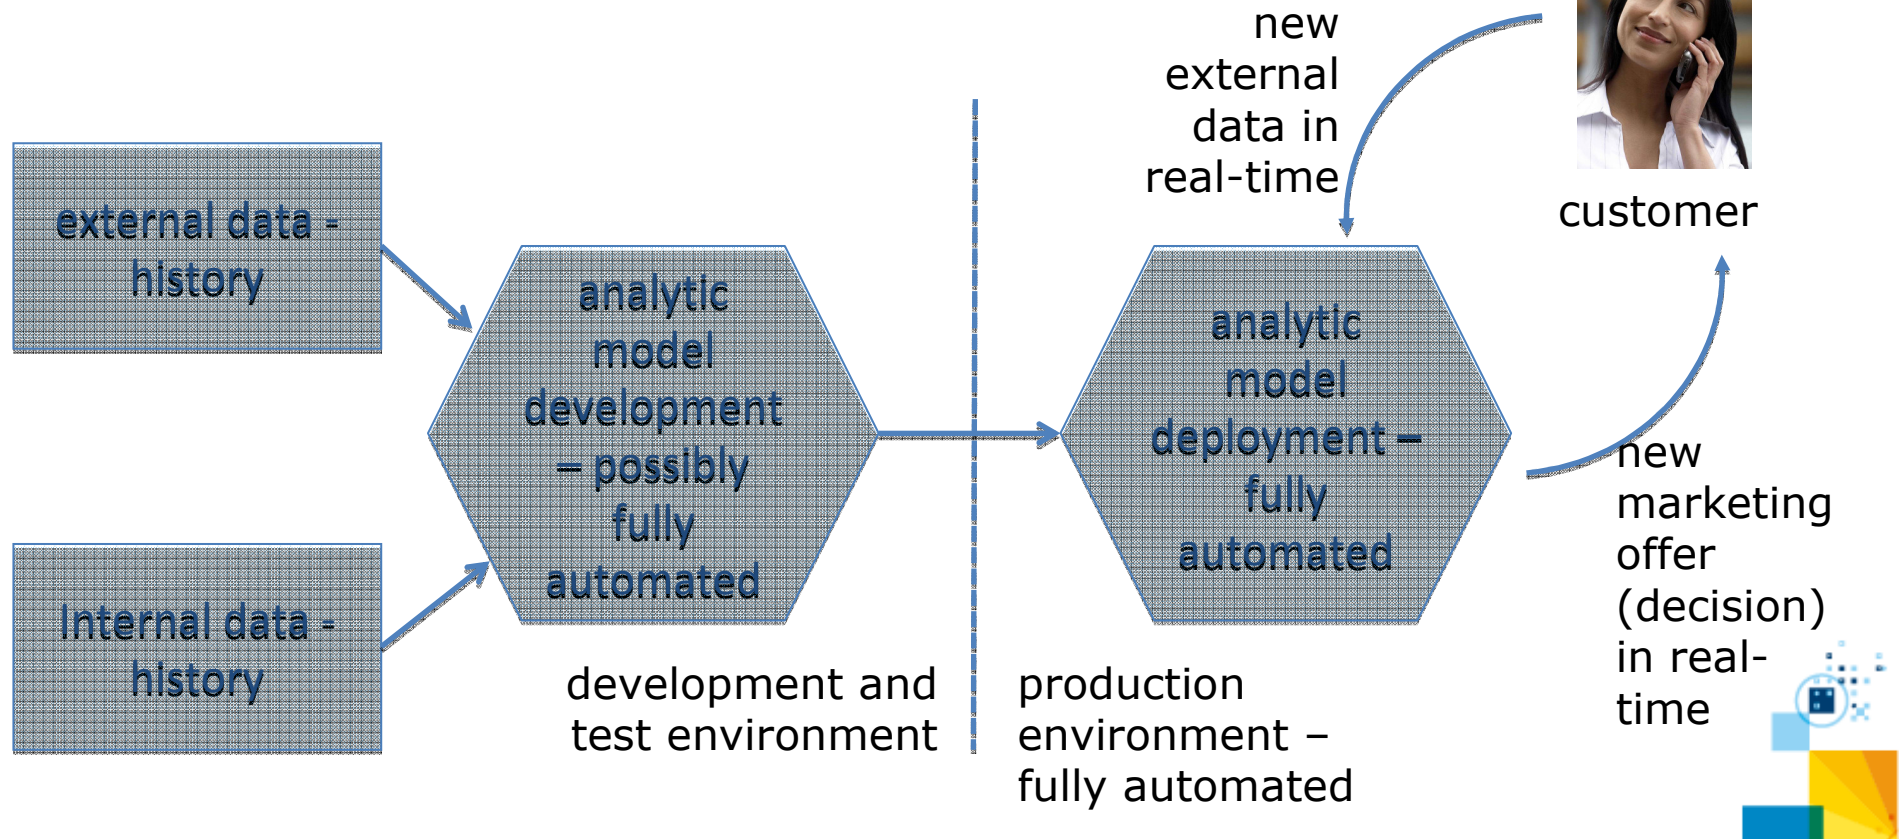 external data -
history
Internal data -
history
analytic
model
development
– possibly
fully
automated
development and
test environment
new
external
data in
real-time
analytic
model
deployment –
fully
automated
production
environment –
fully automated
customer
new
marketing
offer
(decision)
in real-
time